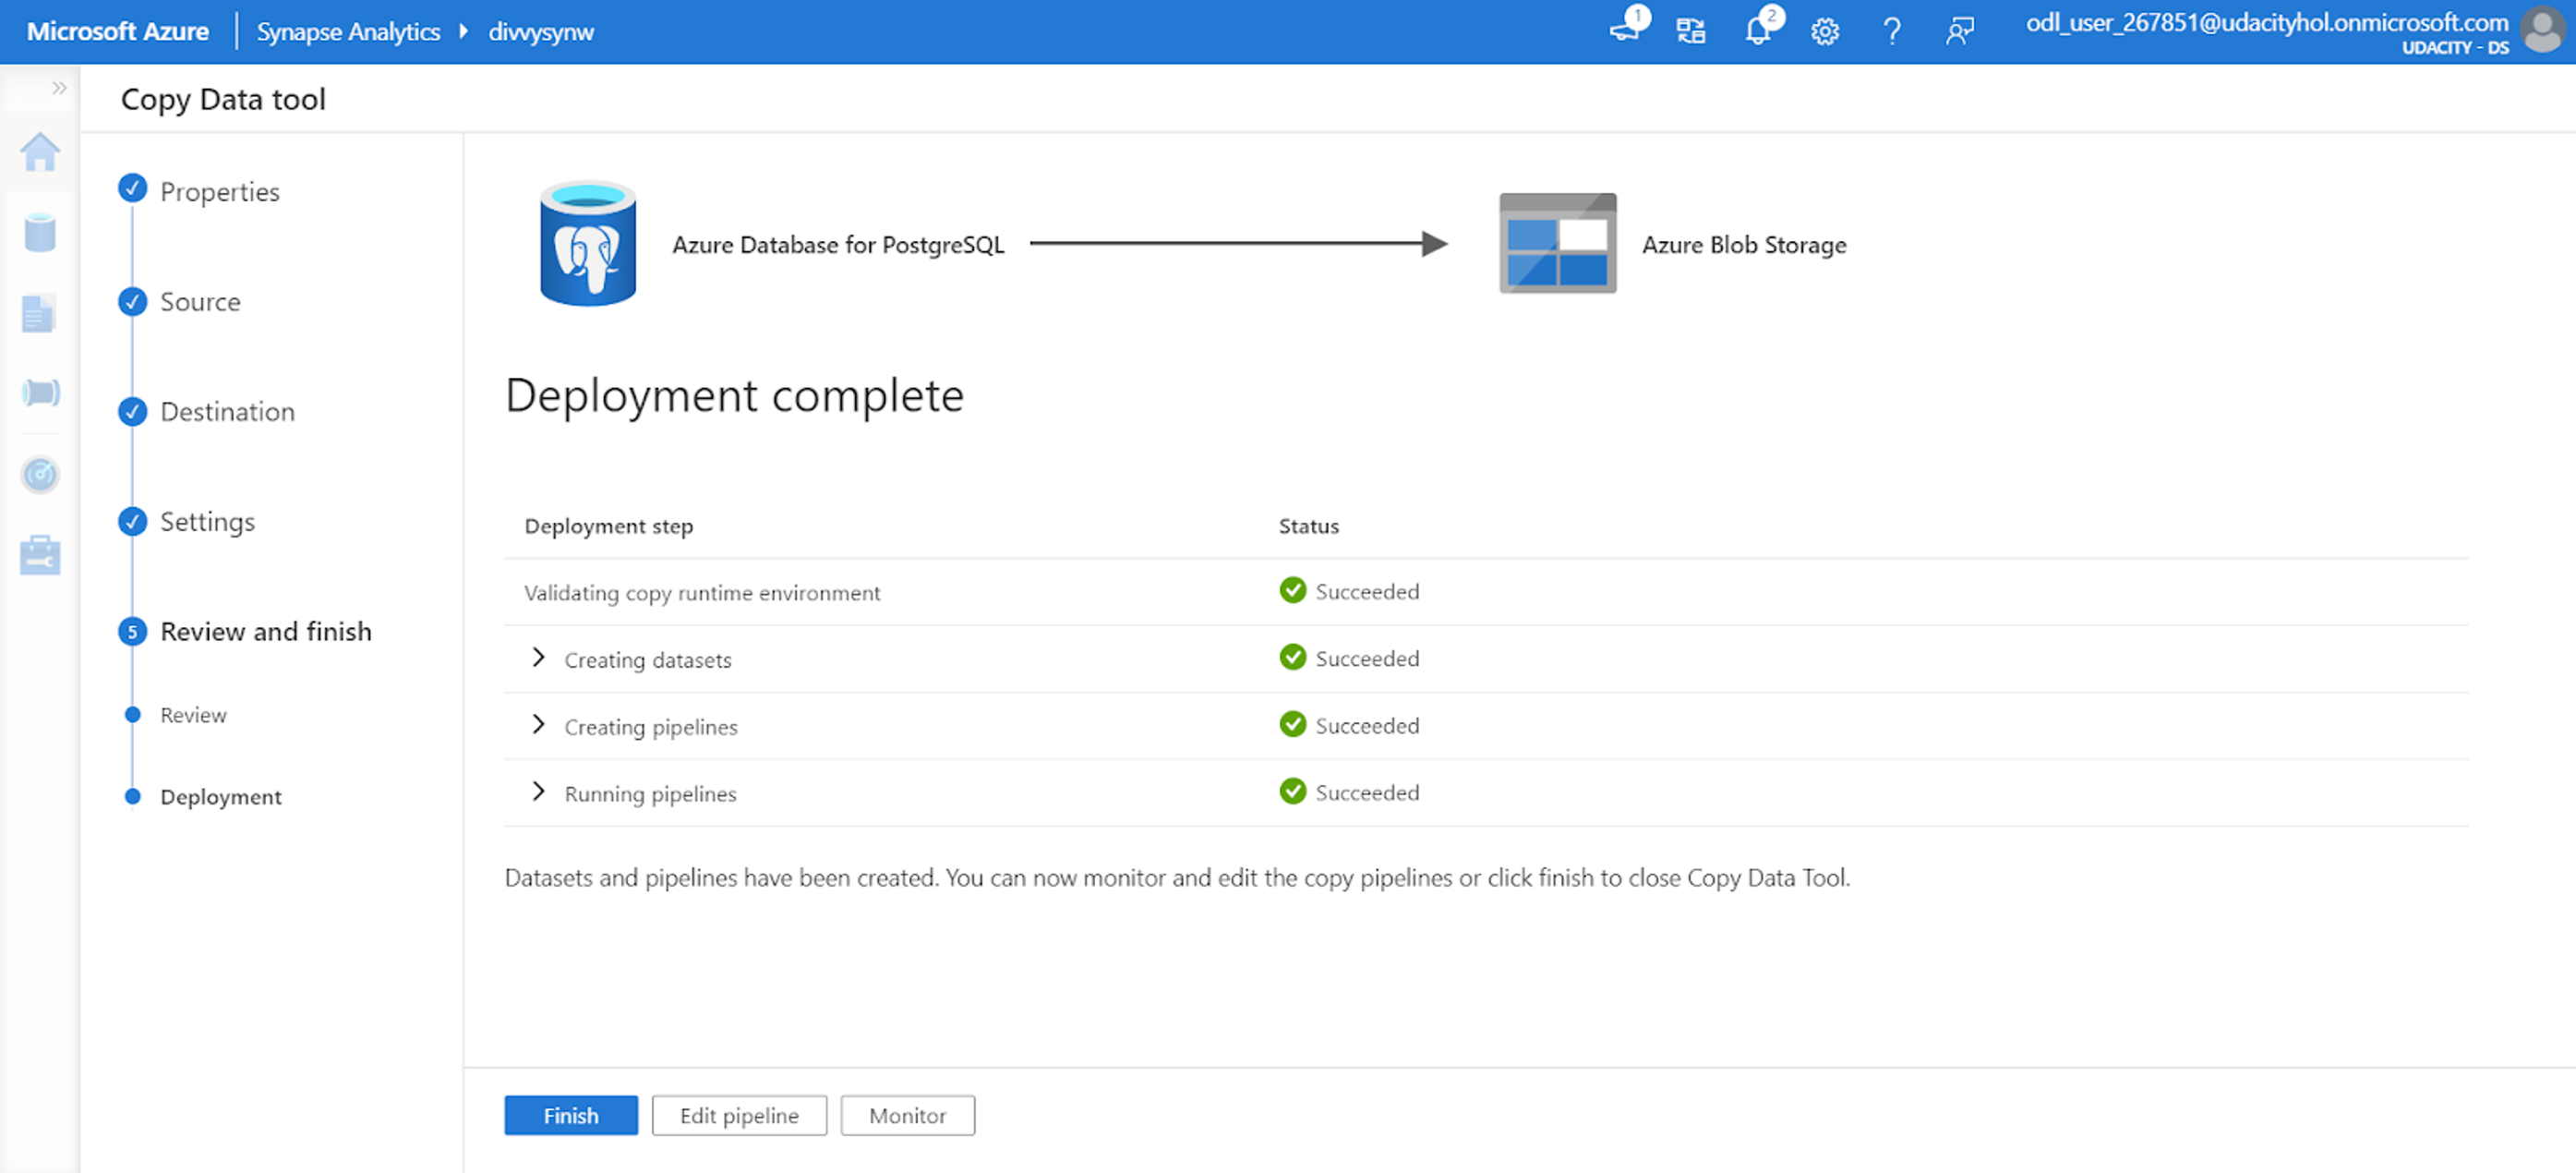 Microsoft Azure
Synapse Analytics
divvysynw
1
2
odl_user_267851@udacityhol.onmicrosoft.com
UDACITY - DS
Copy Data tool
Properties
Source
Destination
Settings
5 Review and finish
Review
Deployment
Azure Database for PostgreSQL
Azure Blob Storage
Deployment complete
Deployment step Status
Validating copy runtime environment Succeeded
Creating datasets Succeeded
Creating pipelines Succeeded
Running pipelines Succeeded
Datasets and pipelines have been created. You can now monitor and edit the copy pipelines or click finish to close Copy Data Tool.
Finish
Edit pipeline
Monitor